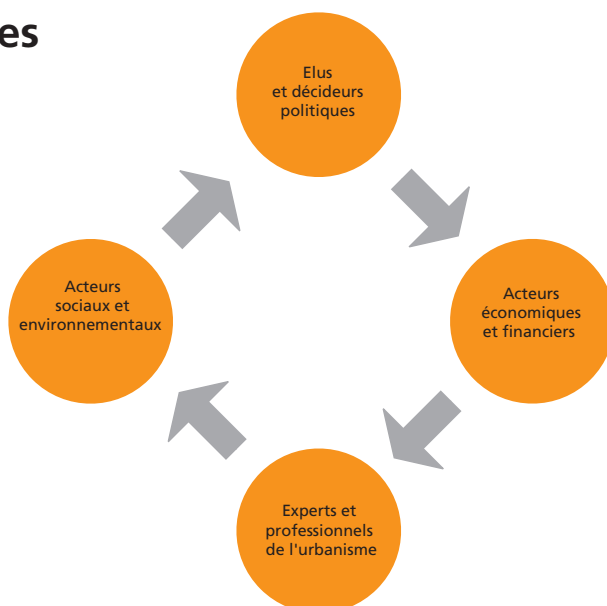 es
Elus
et décideurs
politiques
Acteurs
sociaux et
environnementaux
Acteurs
économiques
et financiers
Experts et
professionnels
de l'urbanisme